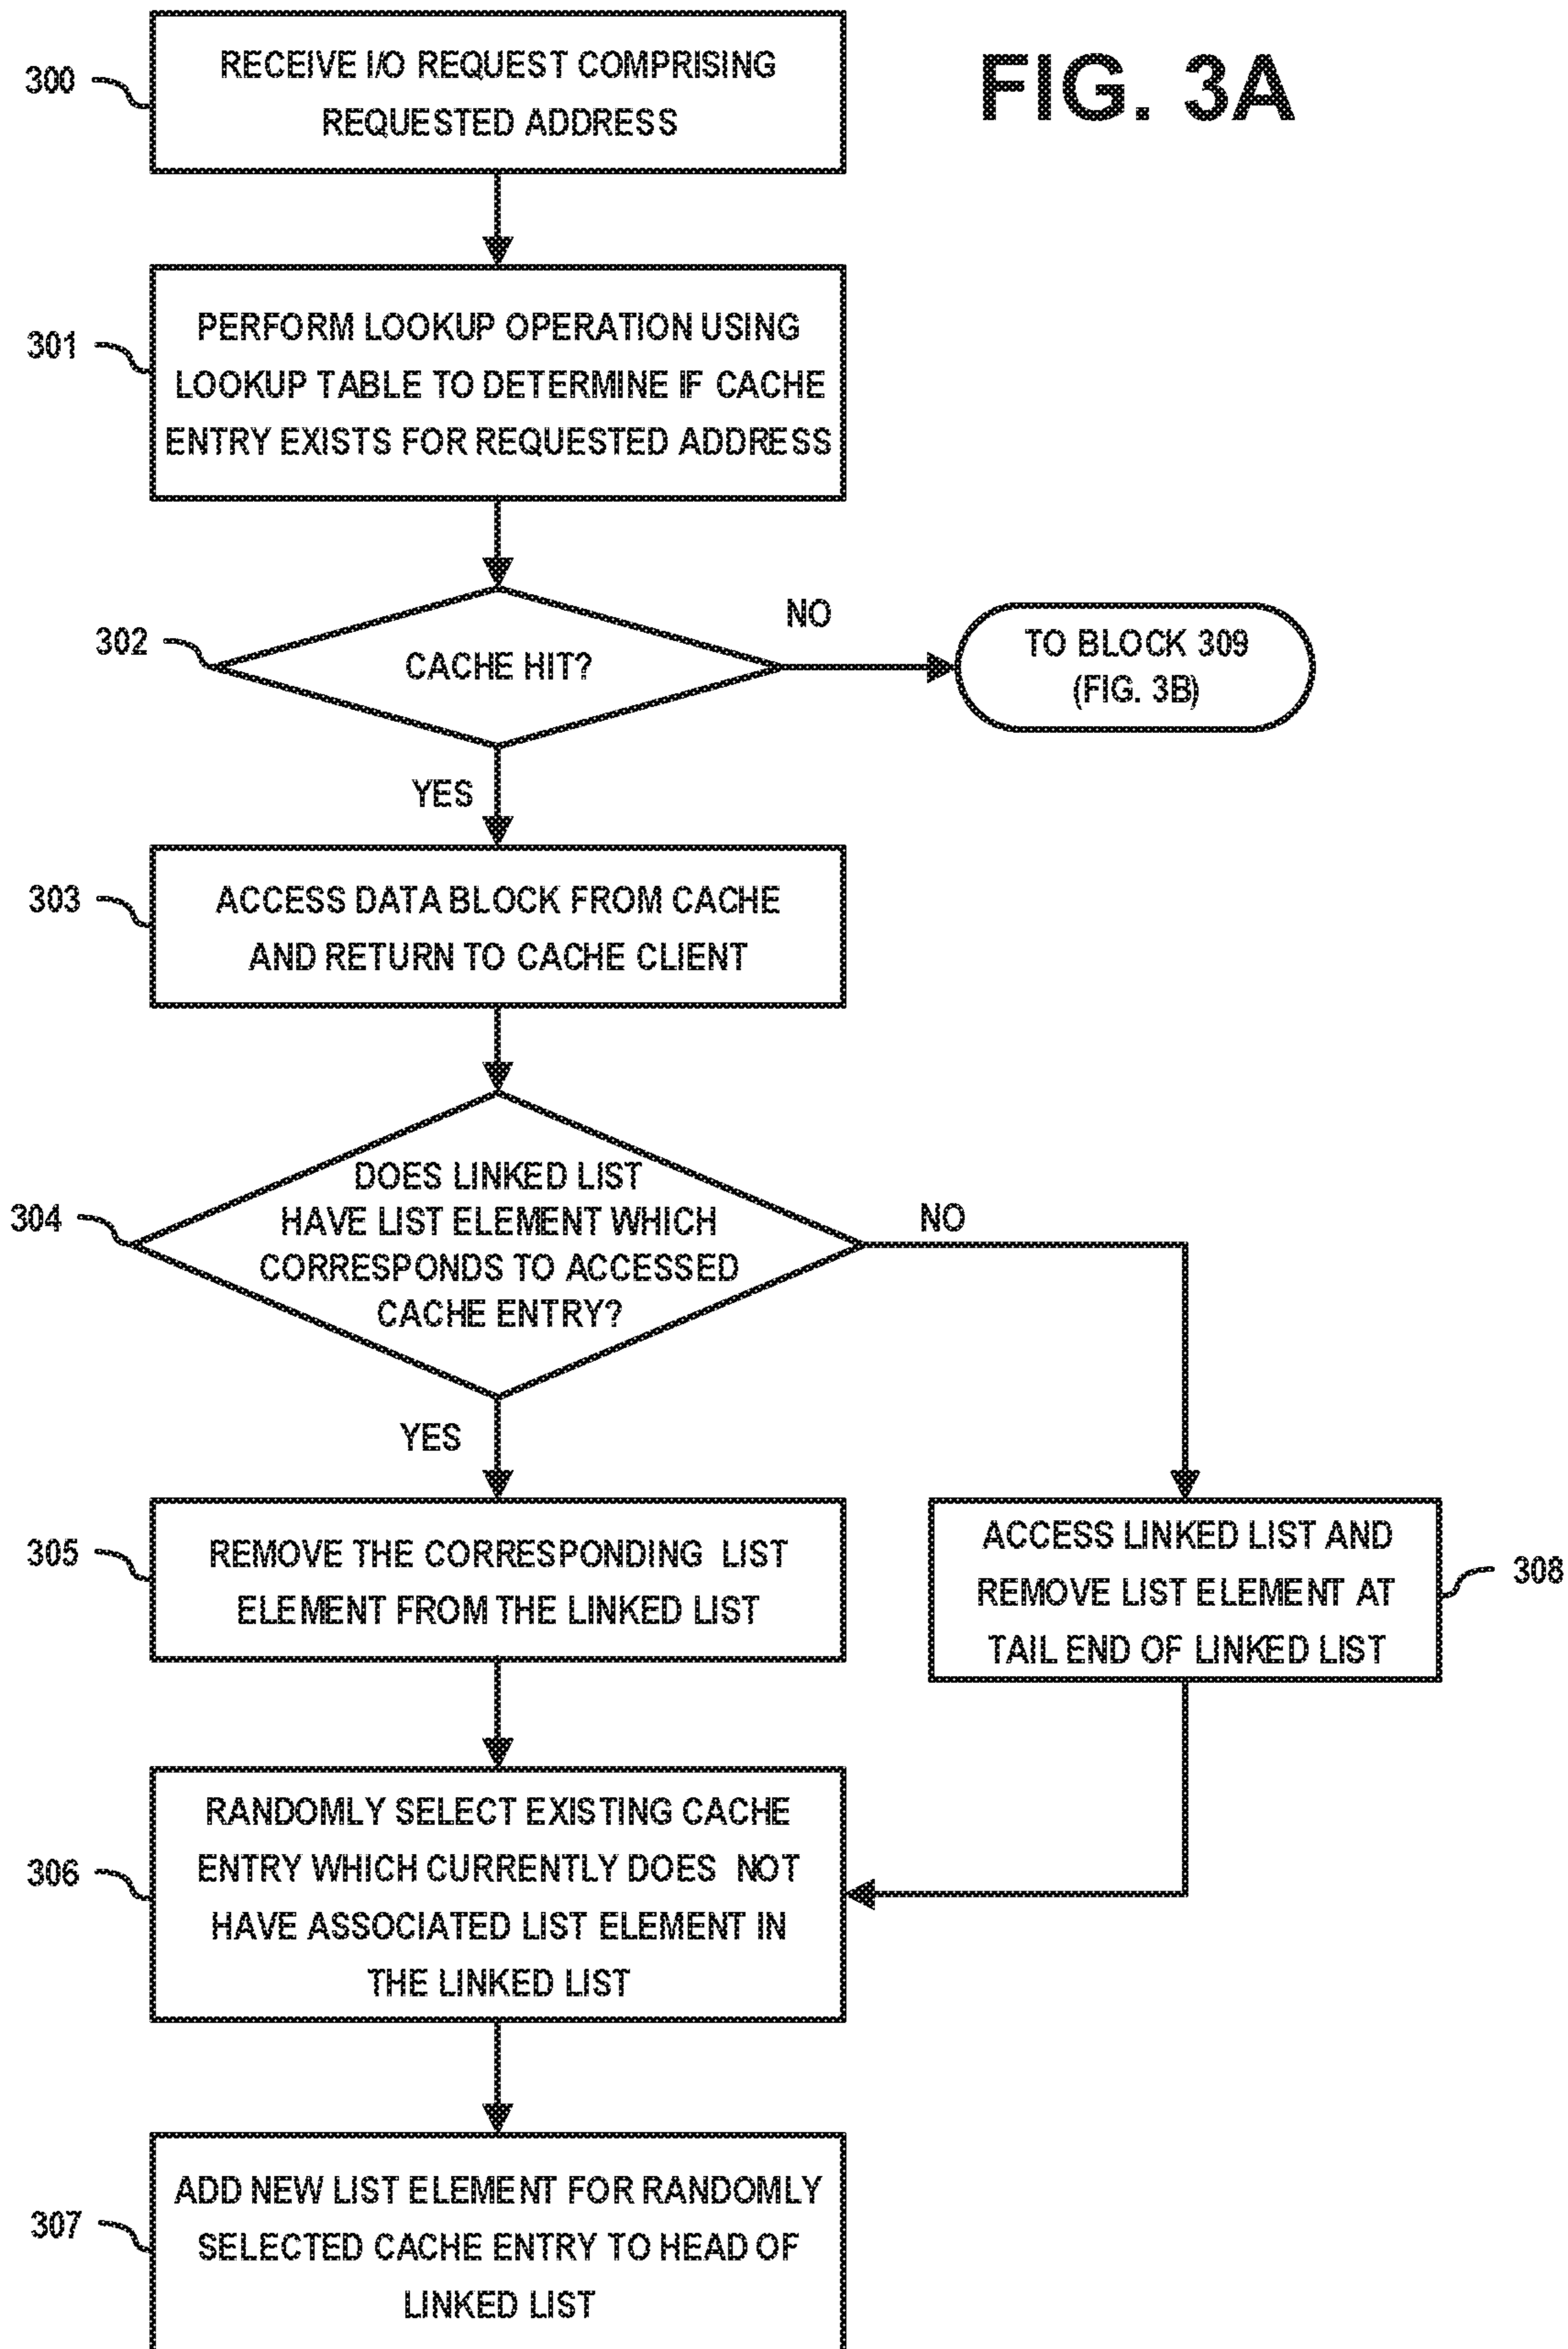 FIG. 3A
300
RECEIVE I/O REQUEST COMPRISING
REQUESTED ADDRESS
301
PERFORM LOOKUP OPERATION USING
LOOKUP TABLE TO DETERMINE IF CACHE
ENTRY EXISTS FOR REQUESTED ADDRESS
302
CACHE HIT?
NO
TO BLOCK 309
(FIG. 3B)
YES
303
ACCESS DATA BLOCK FROM CACHE
AND RETURN TO CACHE CLIENT
304
DOES LINKED LIST
HAVE LIST ELEMENT WHICH
CORRESPONDS TO ACCESSED
CACHE ENTRY?
NO
YES
305
REMOVE THE CORRESPONDING LIST
ELEMENT FROM THE LINKED LIST
ACCESS LINKED LIST AND
REMOVE LIST ELEMENT AT
TAIL END OF LINKED LIST
308
306
RANDOMLY SELECT EXISTING CACHE
ENTRY WHICH CURRENTLY DOES NOT
HAVE ASSOCIATED LIST ELEMENT IN
THE LINKED LIST
307
ADD NEW LIST ELEMENT FOR RANDOMLY
SELECTED CACHE ENTRY TO HEAD OF
LINKED LIST